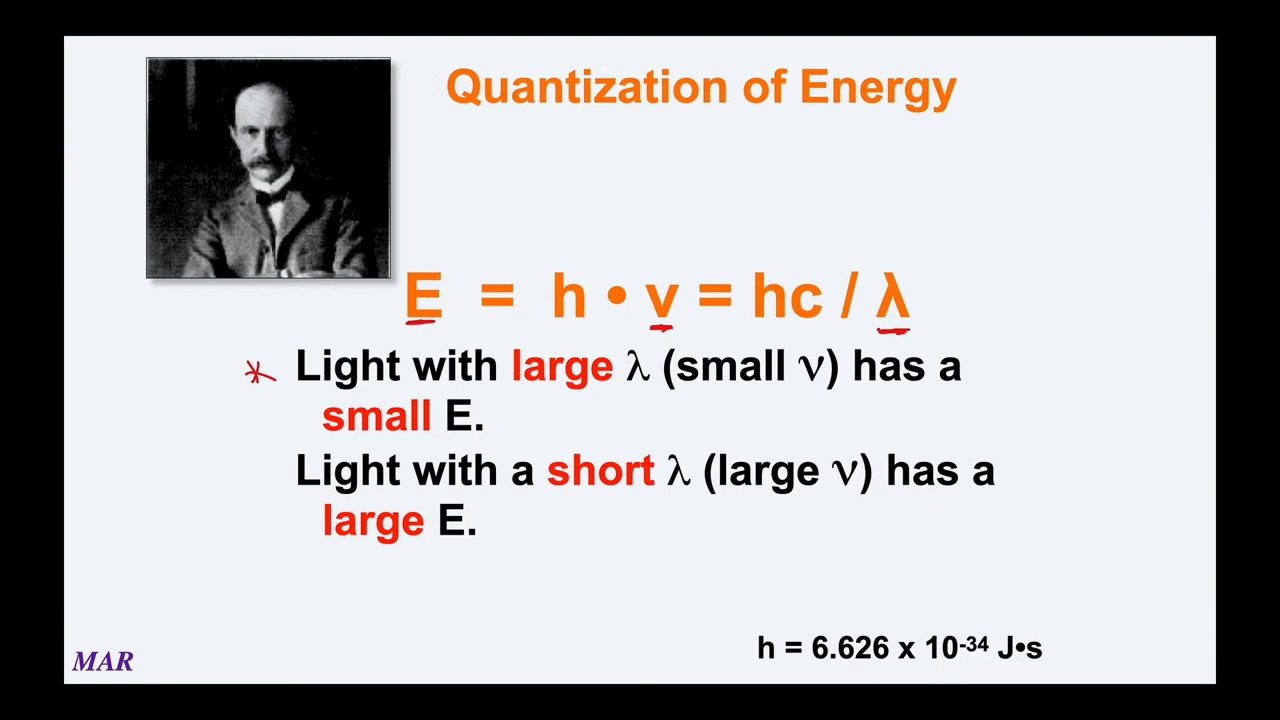 Quantization of Energy
E = h • ν = hc / λ
Light with large λ (small ν) has a
small E.
Light with a short λ (large ν) has a
large E.
h = 6.626 x 10⁻³⁴ J•s
MAR